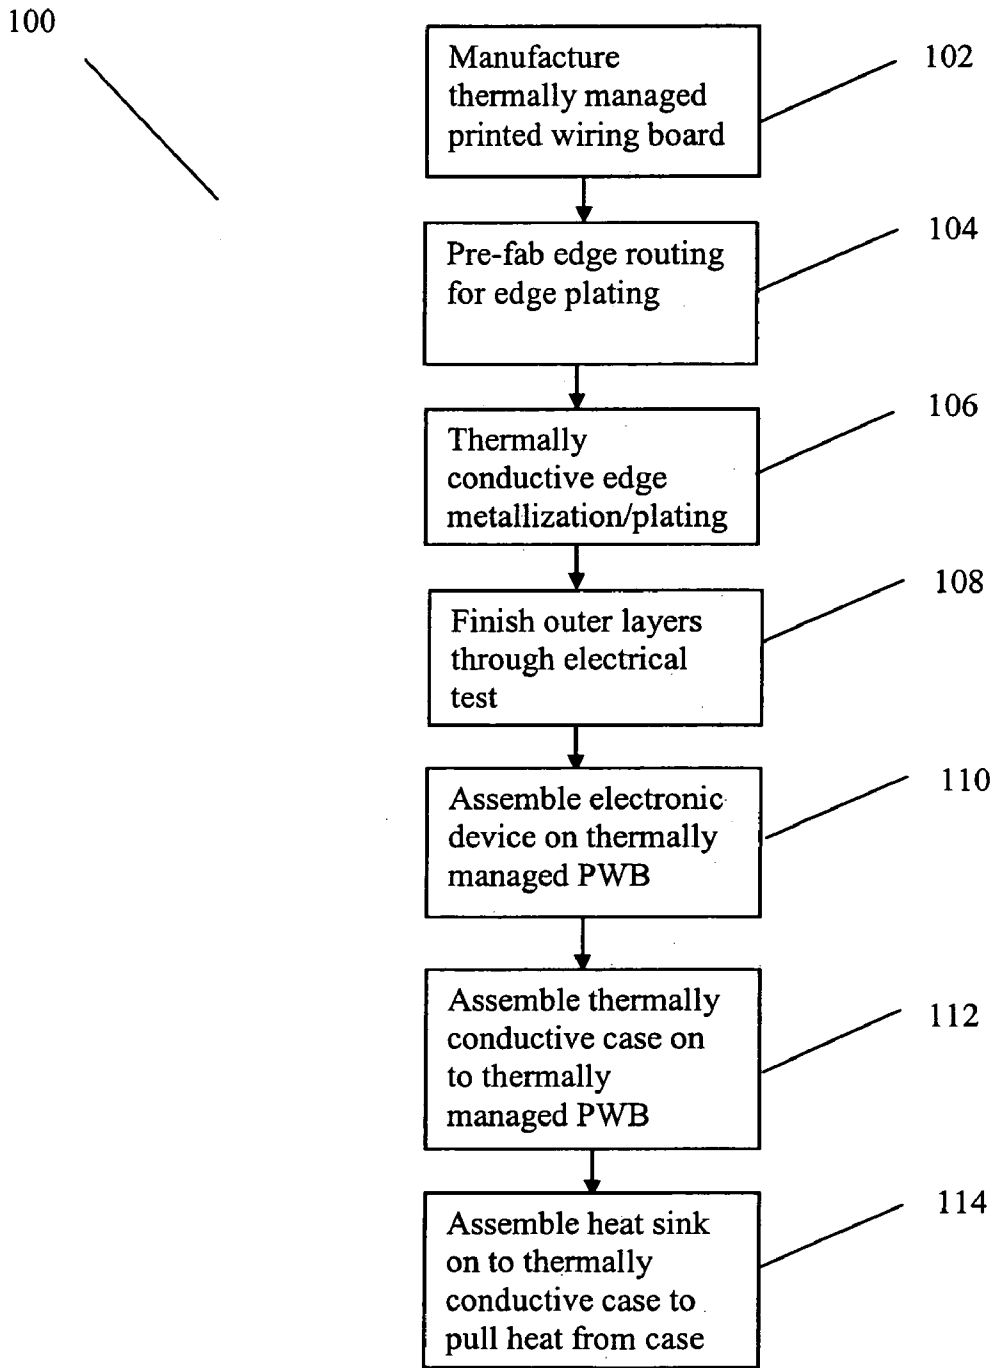 100
Manufacture
thermally managed
printed wiring board
102
Pre-fab edge routing
for edge plating
104
Thermally
conductive edge
metallization/plating
106
Finish outer layers
through electrical
test
108
Assemble electronic
device on thermally
managed PWB
110
Assemble thermally
conductive case on
to thermally
managed PWB
112
Assemble heat sink
on to thermally
conductive case to
pull heat from case
114